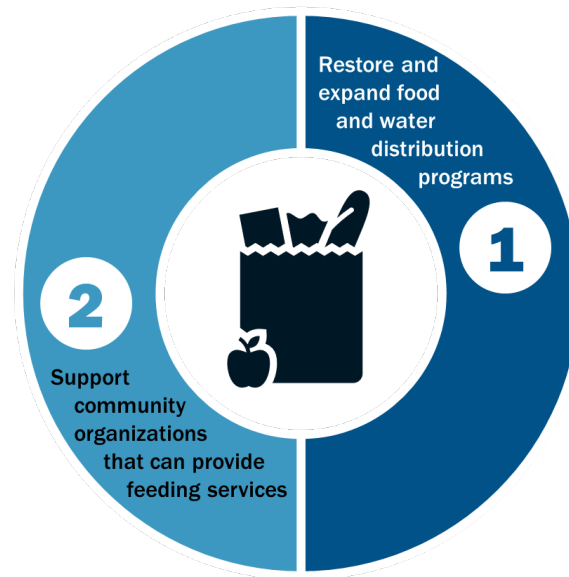 Restore and
expand food
and water
distribution
programs
1
2
Support
community
organizations
that can provide
feeding services